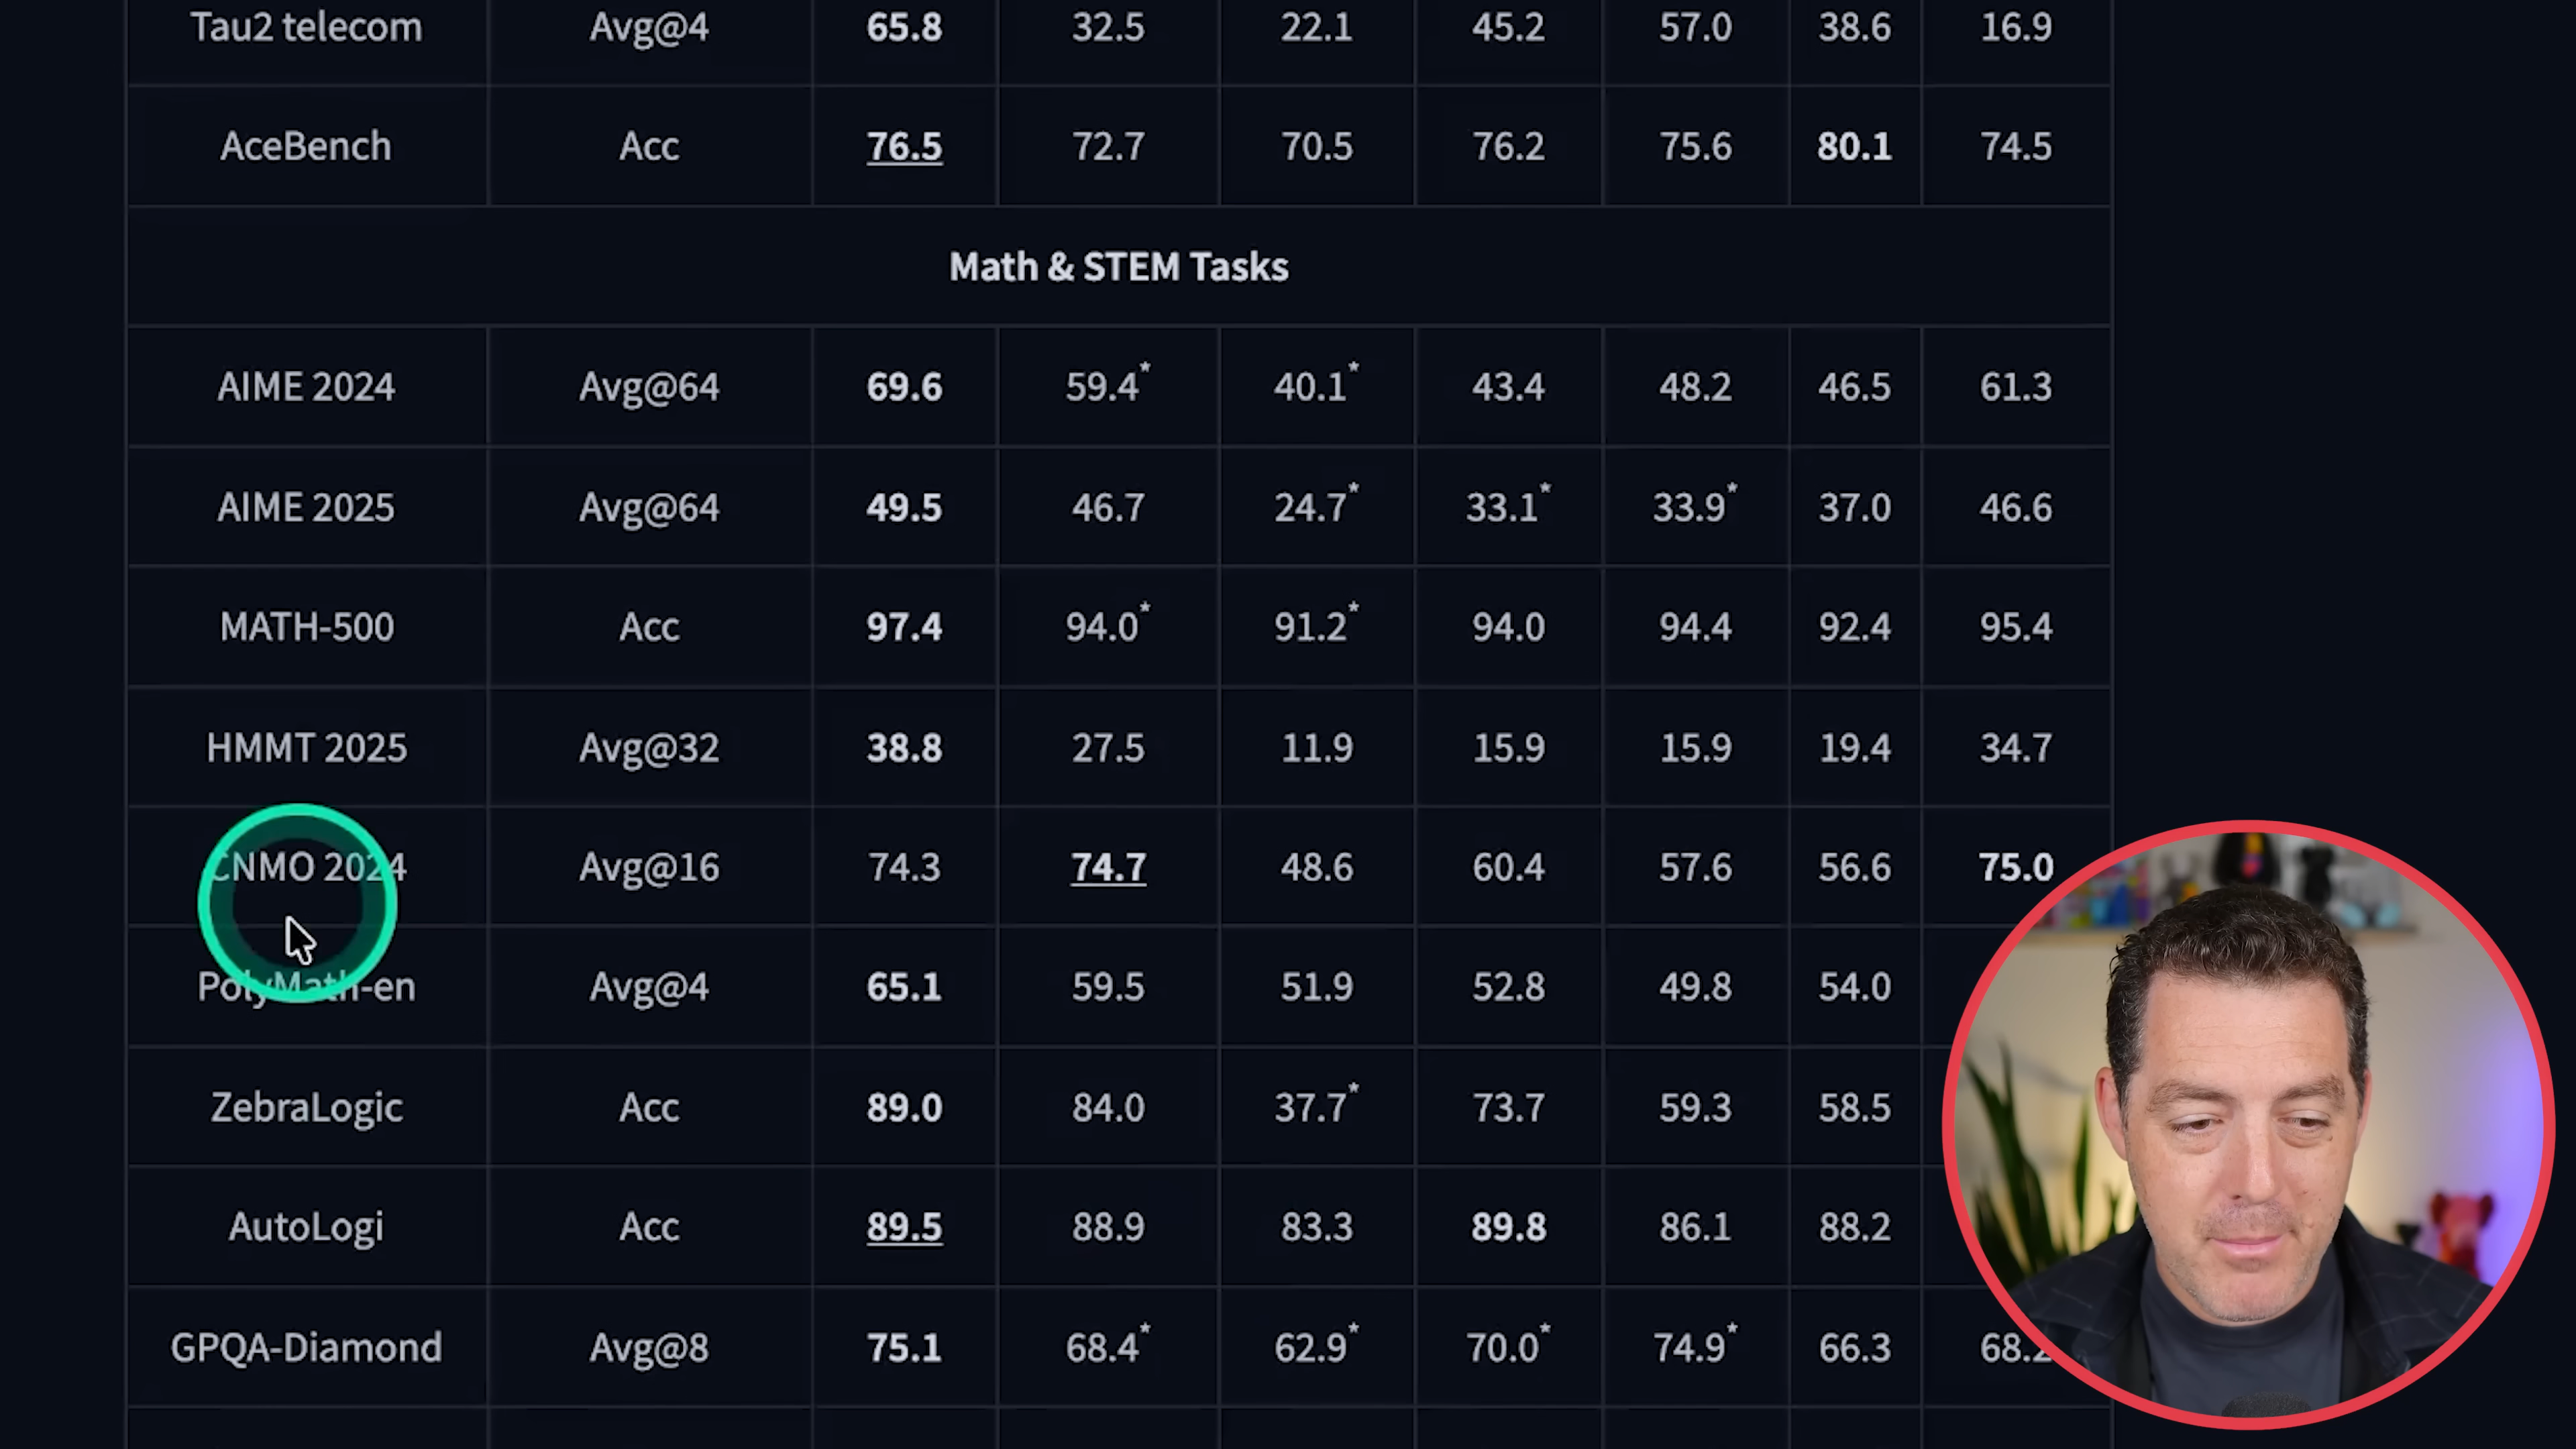 Tau2 telecom Avg@4 65.8 32.5 22.1 45.2 57.0 38.6 16.9
AceBench Acc 76.5 72.7 70.5 76.2 75.6 80.1 74.5
Math & STEM Tasks
AIME 2024 Avg@64 69.6 59.4* 40.1* 43.4 48.2 46.5 61.3
AIME 2025 Avg@64 49.5 46.7 24.7* 33.1* 33.9* 37.0 46.6
MATH-500 Acc 97.4 94.0* 91.2* 94.0 94.4 92.4 95.4
HMMT 2025 Avg@32 38.8 27.5 11.9 15.9 15.9 19.4 34.7
CNMO 2024 Avg@16 74.3 74.7 48.6 60.4 57.6 56.6 75.0
PolyMath-en Avg@4 65.1 59.5 51.9 52.8 49.8 54.0
ZebraLogic Acc 89.0 84.0 37.7* 73.7 59.3 58.5
AutoLogi Acc 89.5 88.9 83.3 89.8 86.1 88.2
GPQA-Diamond Avg@8 75.1 68.4* 62.9* 70.0* 74.9* 66.3